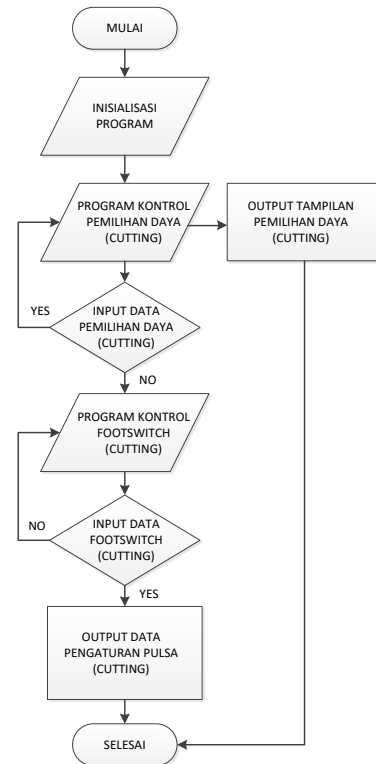 MULAI
INISIALISASI
PROGRAM
PROGRAM KONTROL
PEMILIHAN DAYA
(CUTTING)
OUTPUT TAMPILAN
PEMILIHAN DAYA
(CUTTING)
YES
INPUT DATA
PEMILIHAN DAYA
(CUTTING)
NO
PROGRAM KONTROL
FOOTSWITCH
(CUTTING)
NO
INPUT DATA
FOOTSWITCH
(CUTTING)
YES
OUTPUT DATA
PENGATURAN PULSA
(CUTTING)
SELESAI